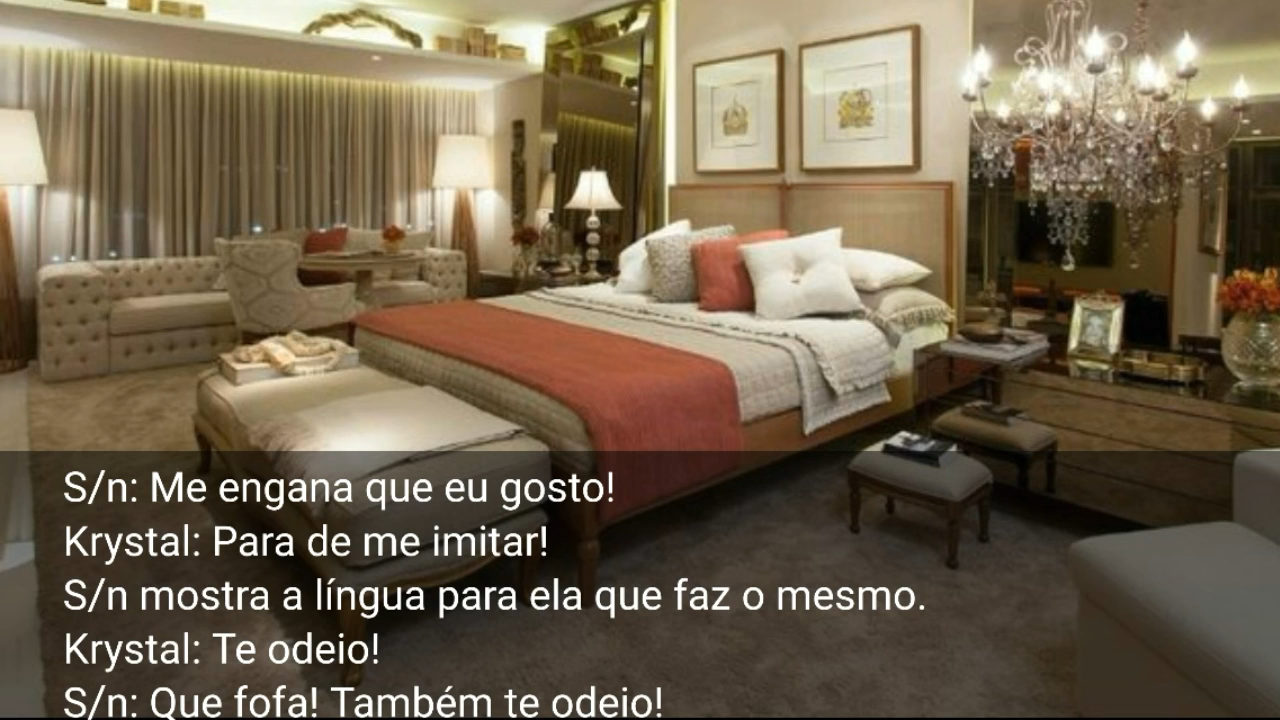 S/n: Me engana que eu gosto!
Krystal: Para de me imitar!
S/n mostra a língua para ela que faz o mesmo.
Krystal: Te odeio!
S/n: Que fofa! Também te odeio!